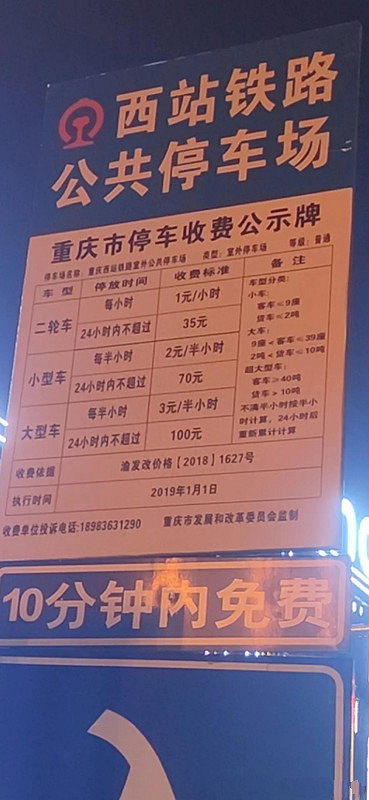 西站铁路
公共停车场
重庆市停车收费公示牌
停车场名称：重庆西站铁路室外公共停车场 类型：室外停车场 等级：普通
车型 停放时间 收费标准 备注
二轮车 每小时 1元/小时
24小时内不超过 35元
小型车 每半小时 2元/半小时
24小时内不超过 70元
大型车 每半小时 3元/半小时
24小时内不超过 100元
车型分类：
小车：
客车≤9座
货车≤2吨
大车：
9座＜客车≤39座
2吨＜货车≤10吨
超大型车：
客车≥40吨
货车＞10吨
不满半小时按半小
时计算，24小时后
重新累计计算
收费依据 渝发改价格【2018】1627号
执行时间 2019年1月1日
收费单位投诉电话:18983631290 重庆市发展和改革委员会监制
10分钟内免费